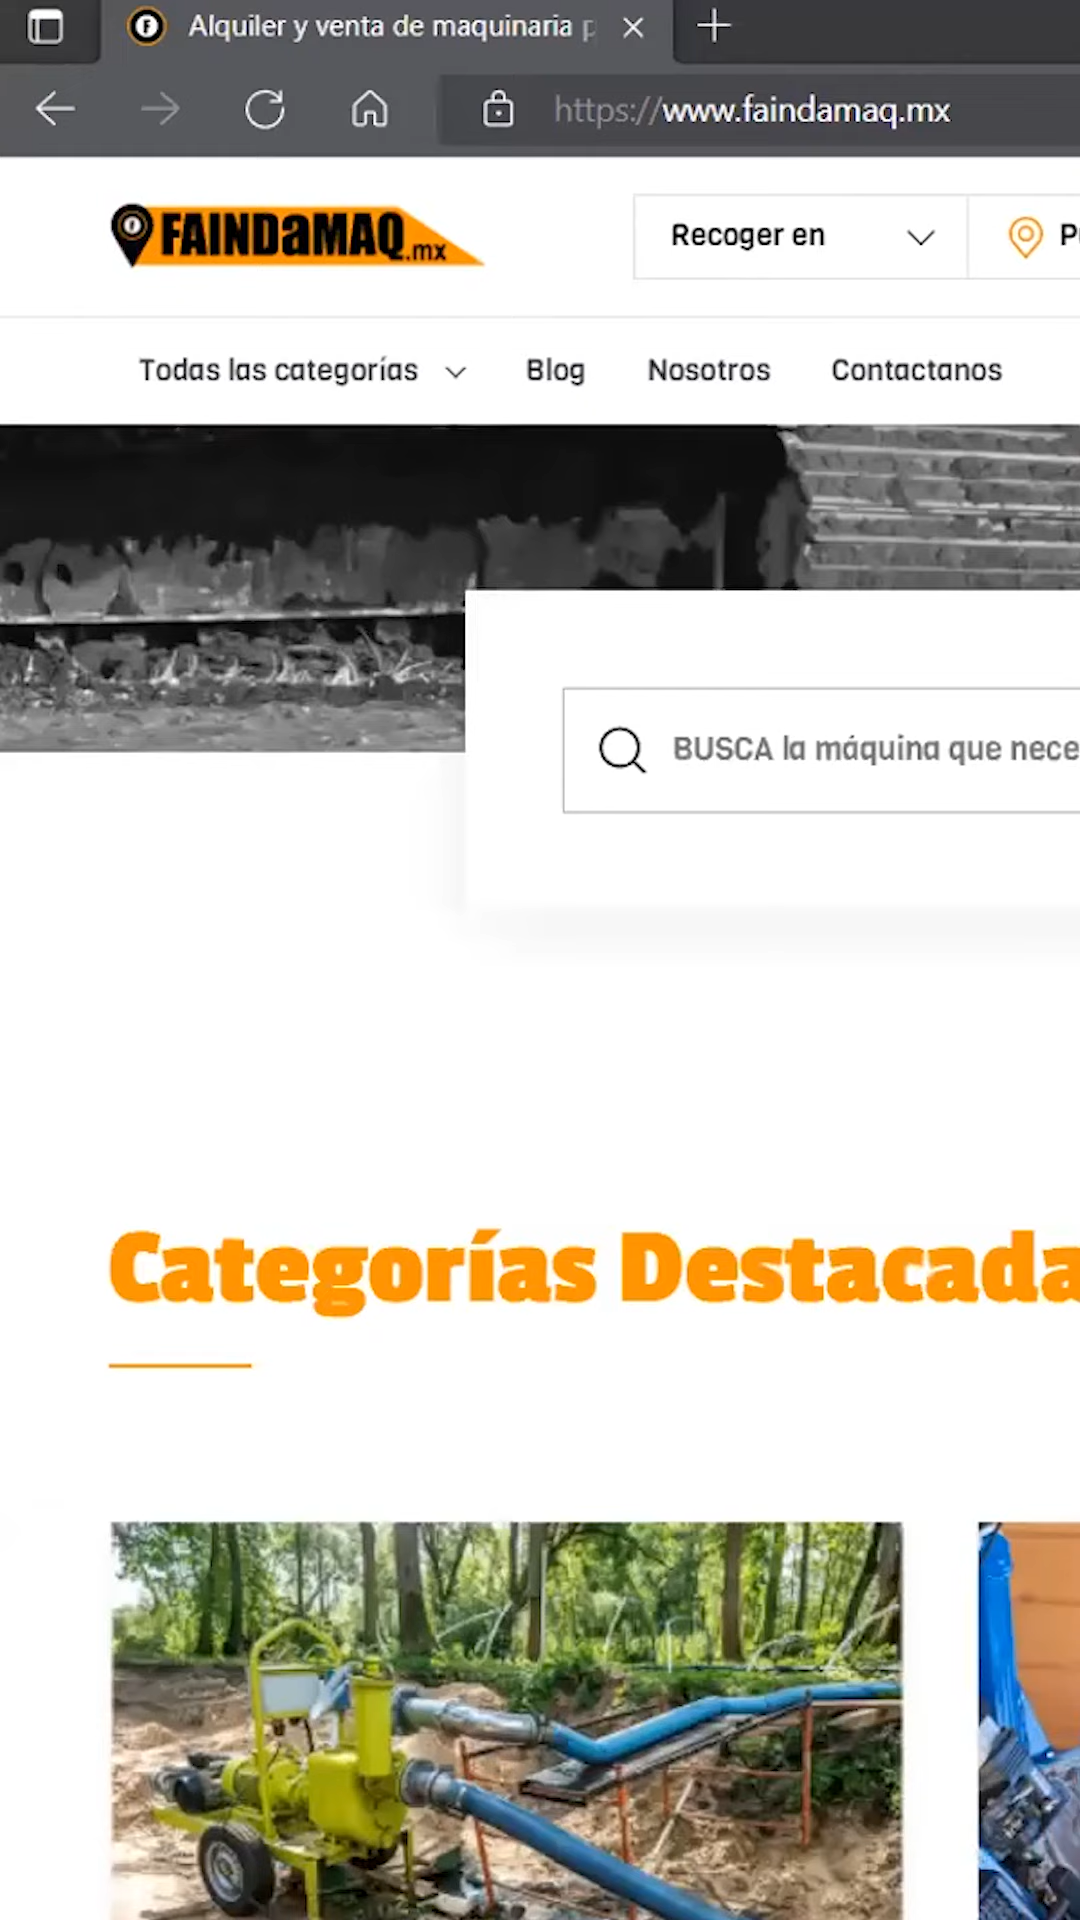 Alquiler y venta de maquinaria
https://www.faindamaq.mx
FAINDaMAQ.mx
Recoger en
Todas las categorías
Blog
Nosotros
Contactanos
BUSCA la máquina que nece
Categorías Destacada